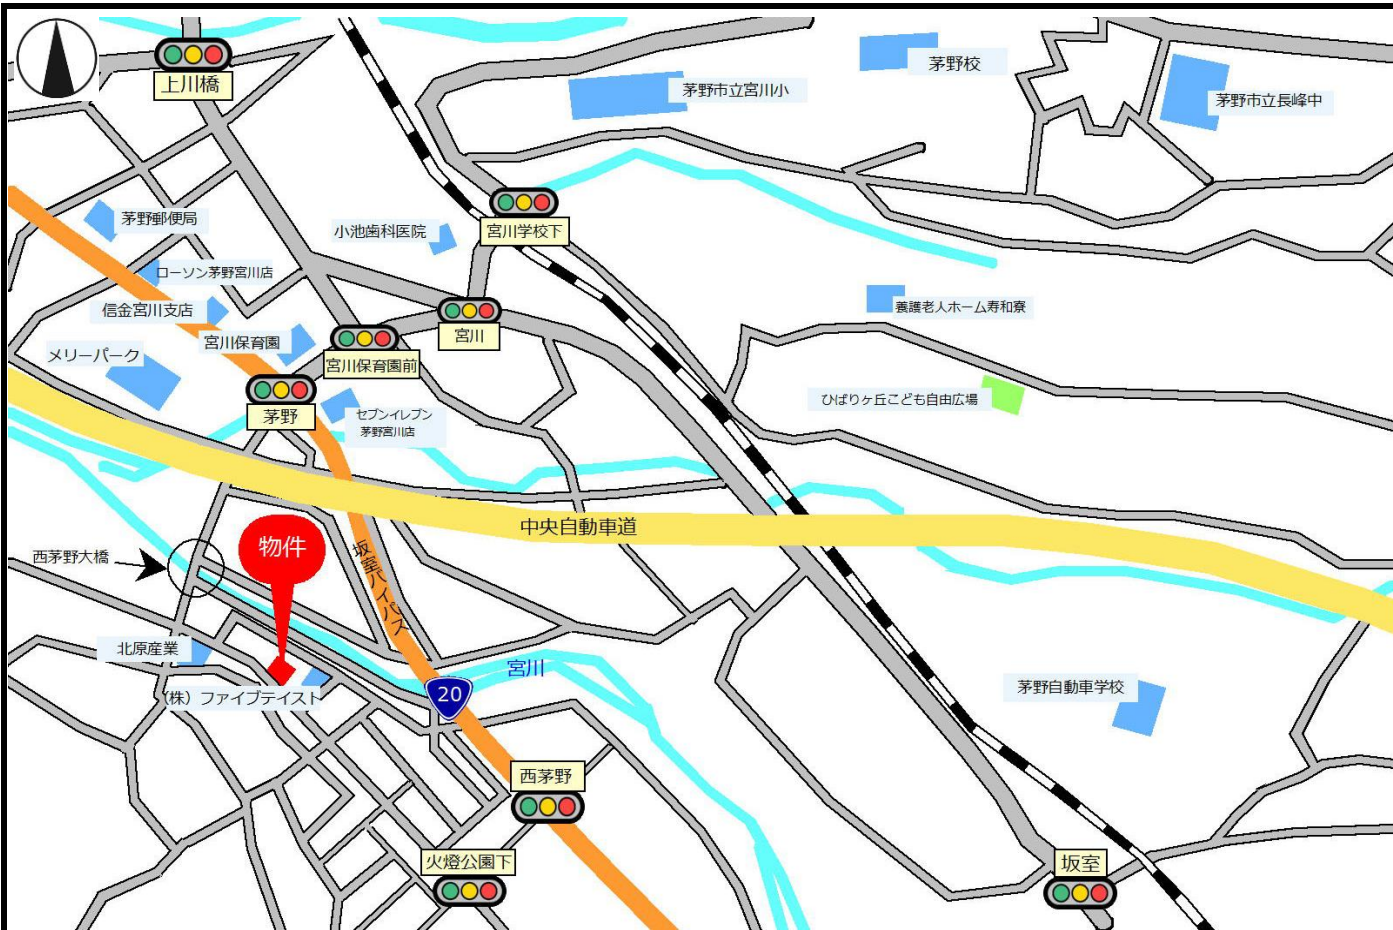 上川橋
茅野校
茅野市立宮川小
茅野市立長峰中
茅野郵便局
小池歯科医院
宮川学校下
ローソン茅野宮川店
信金宮川支店
養護老人ホーム寿和寮
宮川保育園
宮川
メリーパーク
宮川保育園前
ひばりヶ丘こども自由広場
茅野
セブンイレブン
茅野宮川店
中央自動車道
物件
西茅野大橋
坂室バイパス
北原産業
宮川
(株)ファイブテイスト
20
茅野自動車学校
西茅野
火燈公園下
坂室